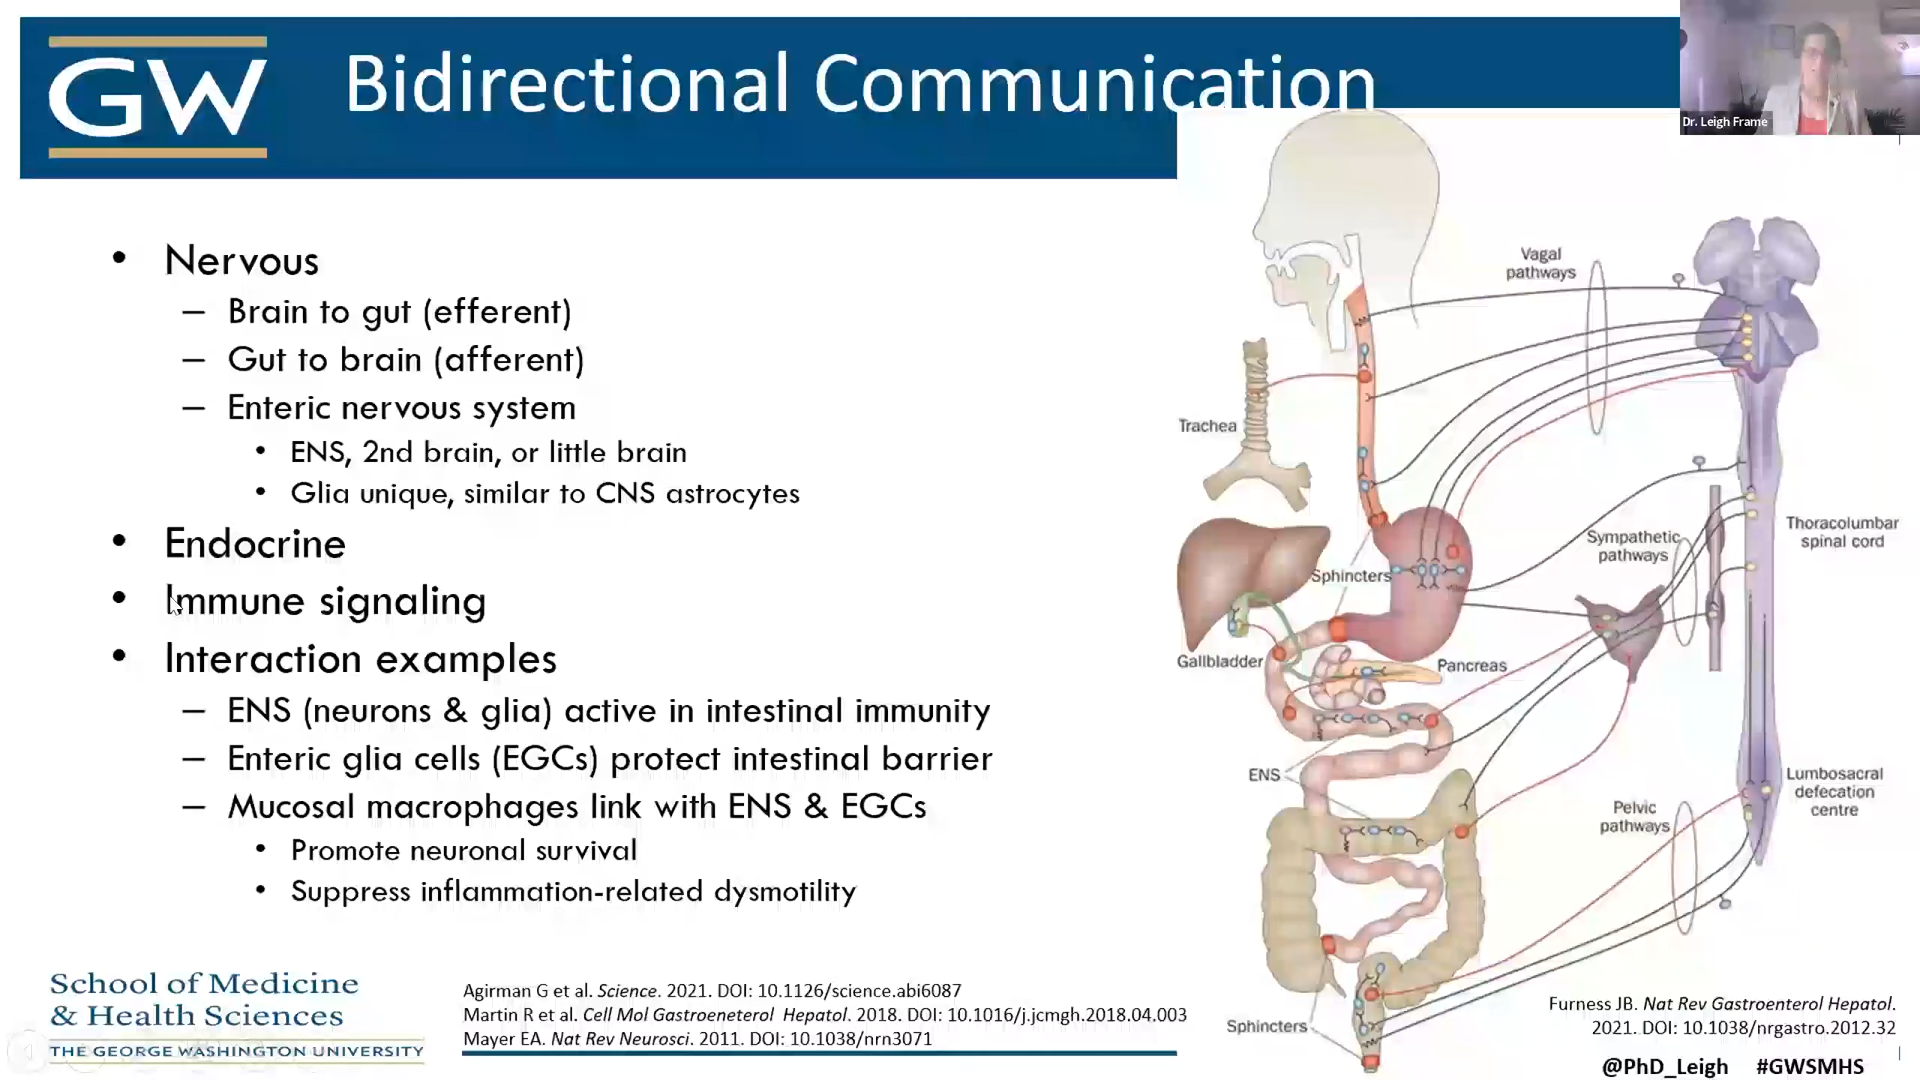 GW
Bidirectional Communication
Dr. Leigh Frame
• Nervous
– Brain to gut (efferent)
– Gut to brain (afferent)
– Enteric nervous system
• ENS, 2nd brain, or little brain
• Glia unique, similar to CNS astrocytes
• Endocrine
• Immune signaling
• Interaction examples
– ENS (neurons & glia) active in intestinal immunity
– Enteric glia cells (EGCs) protect intestinal barrier
– Mucosal macrophages link with ENS & EGCs
• Promote neuronal survival
• Suppress inflammation-related dysmotility
Vagal
pathways
Trachea
Sympathetic
pathways
Thoracolumbar
spinal cord
Sphincters
Gallbladder
Pancreas
ENS
Pelvic
pathways
Lumbosacral
defecation
centre
Sphincters
School of Medicine
& Health Sciences
THE GEORGE WASHINGTON UNIVERSITY
Agirman G et al. Science. 2021. DOI: 10.1126/science.abi6087
Martin R et al. Cell Mol Gastroeneterol Hepatol. 2018. DOI: 10.1016/j.jcmgh.2018.04.003
Mayer EA. Nat Rev Neurosci. 2011. DOI: 10.1038/nrn3071
Furness JB. Nat Rev Gastroenterol Hepatol.
2021. DOI: 10.1038/nrgastro.2012.32
@PhD_Leigh #GWSMHS